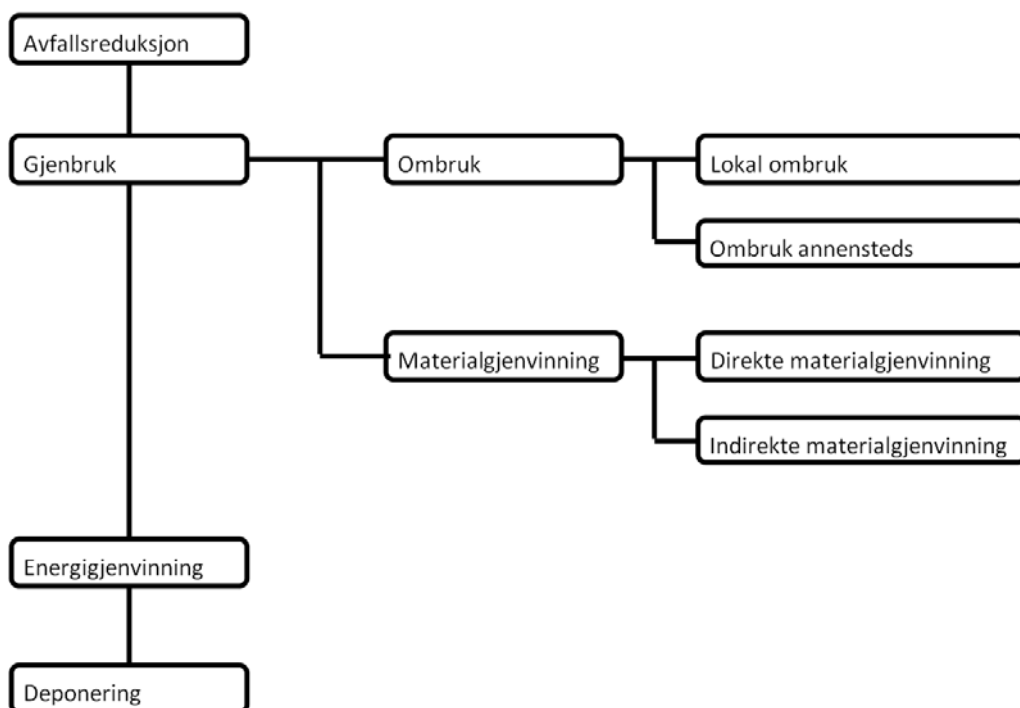 Avfallsreduksjon
Gjenbruk
Ombruk
Lokal ombruk
Ombruk annensteds
Materialgjenvinning
Direkte materialgjenvinning
Indirekte materialgjenvinning
Energigjenvinning
Deponering